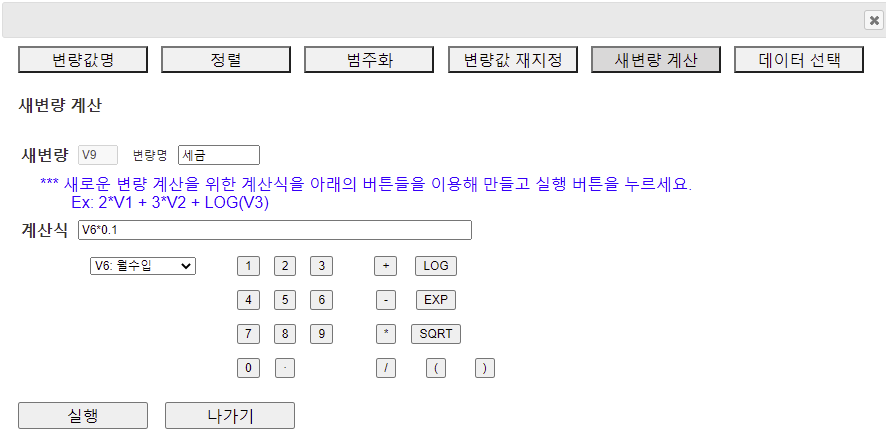 변량값명 정렬 범주화 변량값 재지정 새변량 계산 데이터 선택
새변량 계산
새변량 V9 변량명 세금
*** 새로운 변량 계산을 위한 계산식을 아래의 버튼들을 이용해 만들고 실행 버튼을 누르세요.
Ex: 2*V1 + 3*V2 + LOG(V3)
계산식 V6*0.1
V6: 월수입 1 2 3 + LOG
4 5 6 - EXP
7 8 9 * SQRT
0 · / ( )
실행 나가기